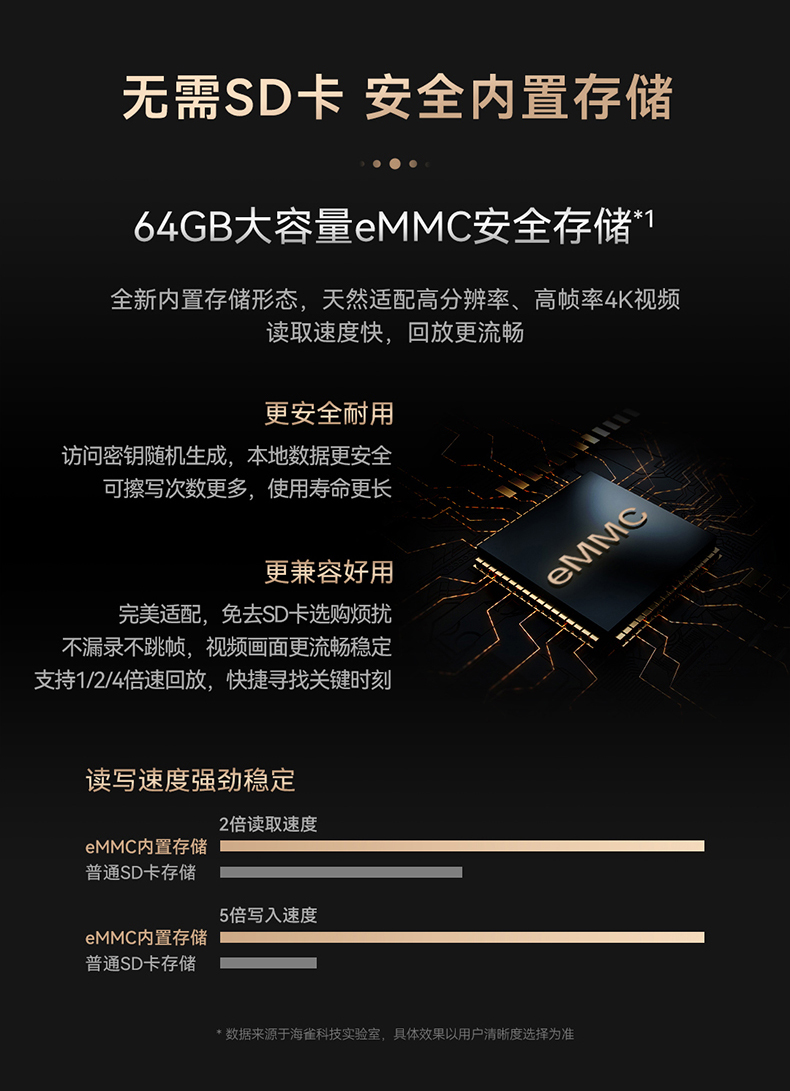 无需SD卡 安全内置存储
64GB大容量eMMC安全存储*1
全新内置存储形态，天然适配高分辨率、高帧率4K视频
读取速度快，回放更流畅
更安全耐用
访问密钥随机生成，本地数据更安全
可擦写次数更多，使用寿命更长
eMMC
更兼容好用
完美适配，免去SD卡选购烦扰
不漏录不跳帧，视频画面更流畅稳定
支持1/2/4倍速回放，快捷寻找关键时刻
读写速度强劲稳定
2倍读取速度
eMMC内置存储
普通SD卡存储
5倍写入速度
eMMC内置存储
普通SD卡存储
* 数据来源于海雀科技实验室，具体效果以用户清晰度选择为准